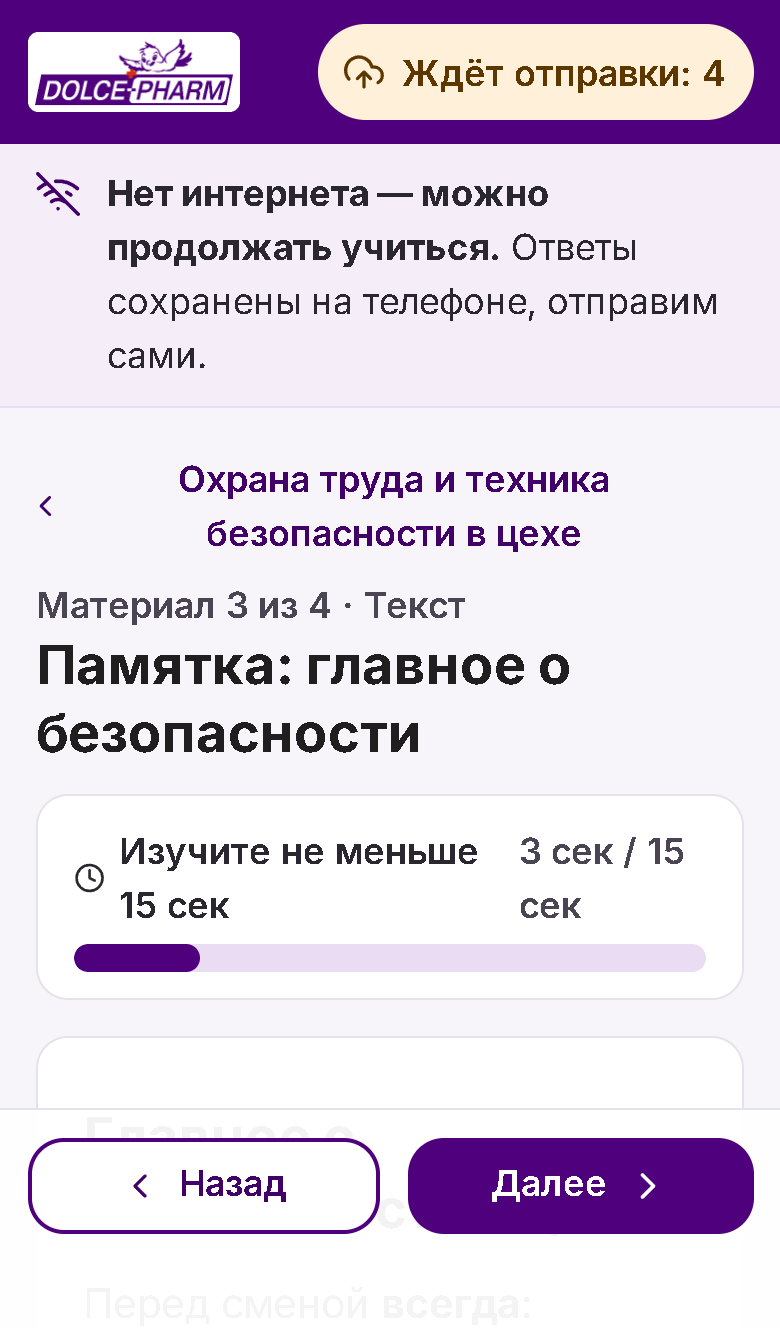 DOLCE-PHARM
Ждёт отправки: 4
Нет интернета — можно
продолжать учиться. Ответы
сохранены на телефоне, отправим
сами.
Охрана труда и техника
безопасности в цехе
Материал 3 из 4 · Текст
Памятка: главное о
безопасности
Изучите не меньше
15 сек
3 сек / 15
сек
Главное о
Назад
Далее
Перед сменой всегда: